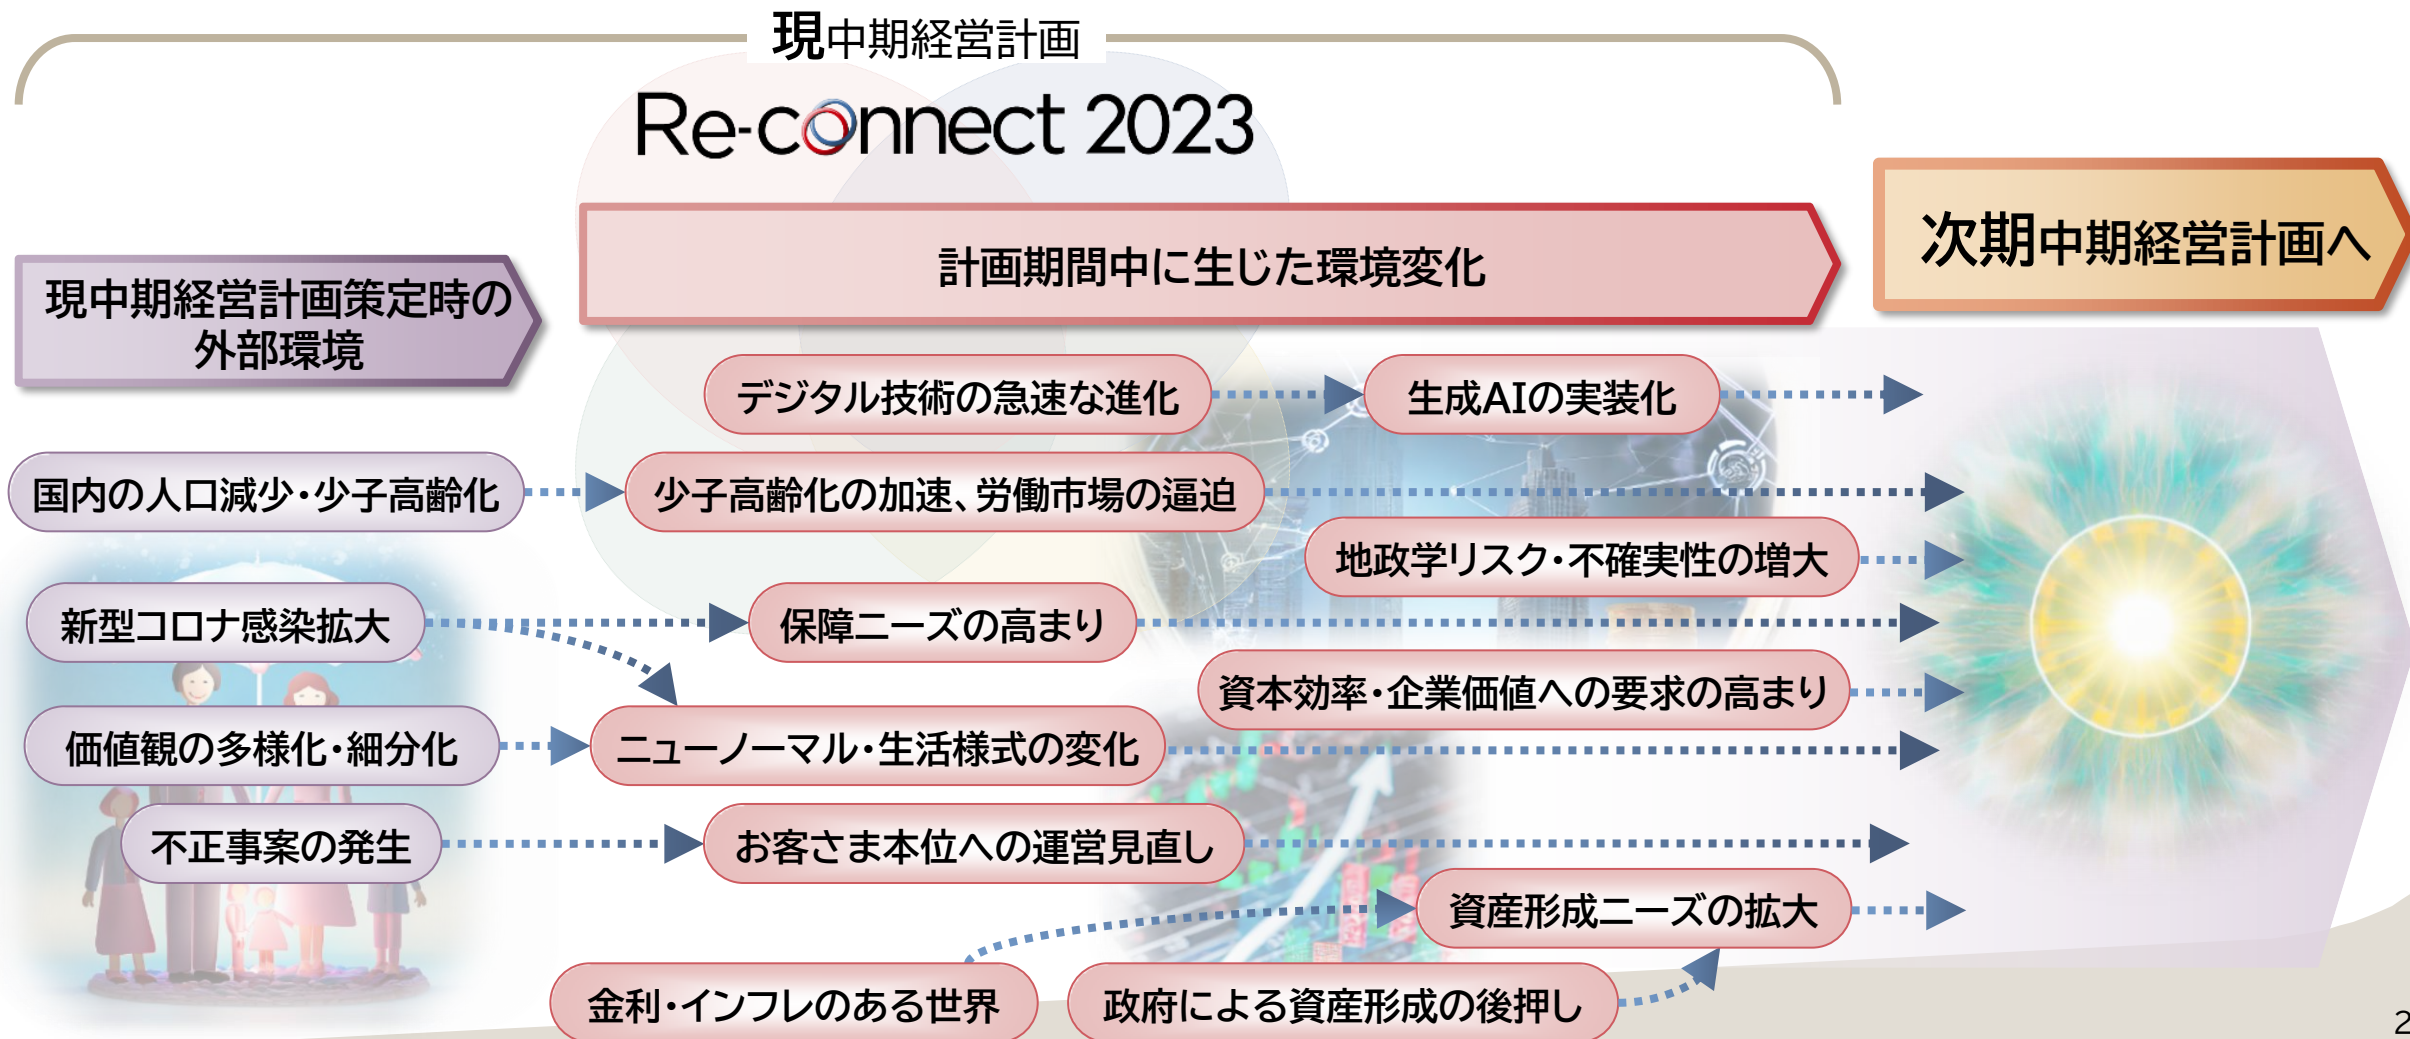 現中期経営計画
Re-connect 2023
次期中期経営計画へ
計画期間中に生じた環境変化
現中期経営計画策定時の
外部環境
デジタル技術の急速な進化
生成AIの実装化
国内の人口減少・少子高齢化
少子高齢化の加速、労働市場の逼迫
地政学リスク・不確実性の増大
新型コロナ感染拡大
保障ニーズの高まり
資本効率・企業価値への要求の高まり
価値観の多様化・細分化
ニューノーマル・生活様式の変化
不正事案の発生
お客さま本位への運営見直し
資産形成ニーズの拡大
金利・インフレのある世界
政府による資産形成の後押し
2